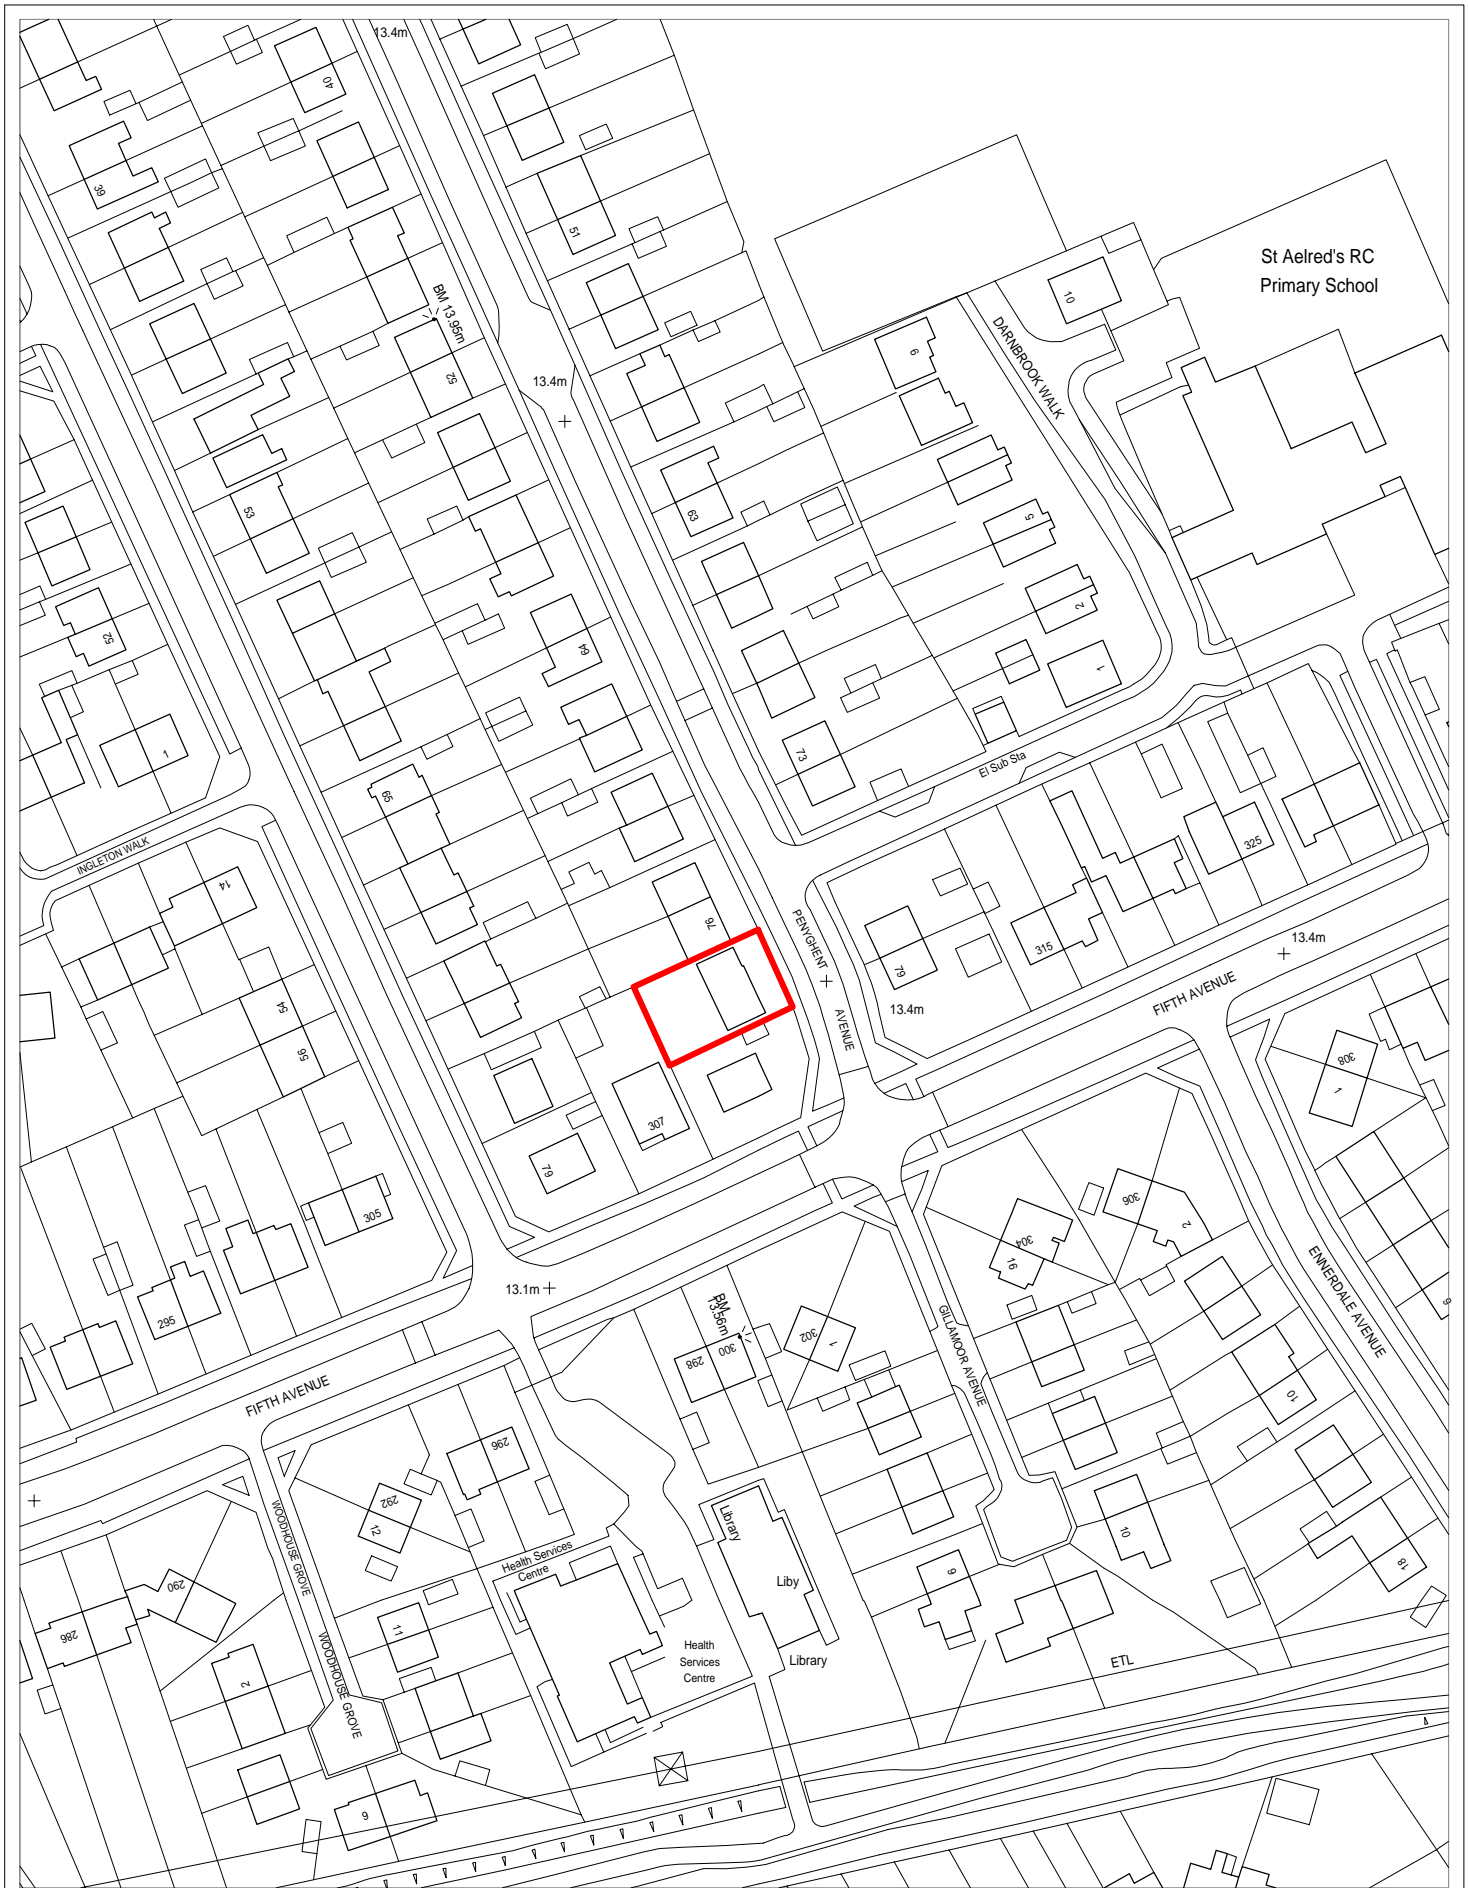 13.4m
40
39
51
St Aelred's RC
Primary School
10
BM 13.95m
DARNBROOK WALK
6
52
13.4m
53
63
5
52
2
64
1
1
73
El Sub Sta
65
325
INGLETON WALK
14
76
PENYGHENT
AVENUE
315
13.4m
79
13.4m
FIFTH AVENUE
54
56
308
1
307
79
305
306
2
304
16
ENNERDALE AVENUE
9
13.1m
BM
13.56m
295
302
1
300
298
GILLAMOOR AVENUE
FIFTH AVENUE
10
296
292
12
WOODHOUSE GROVE
Library
10
Health Services
Centre
Liby
18
290
9
286
11
Health
Services
Centre
Library
ETL
WOODHOUSE GROVE
2
6